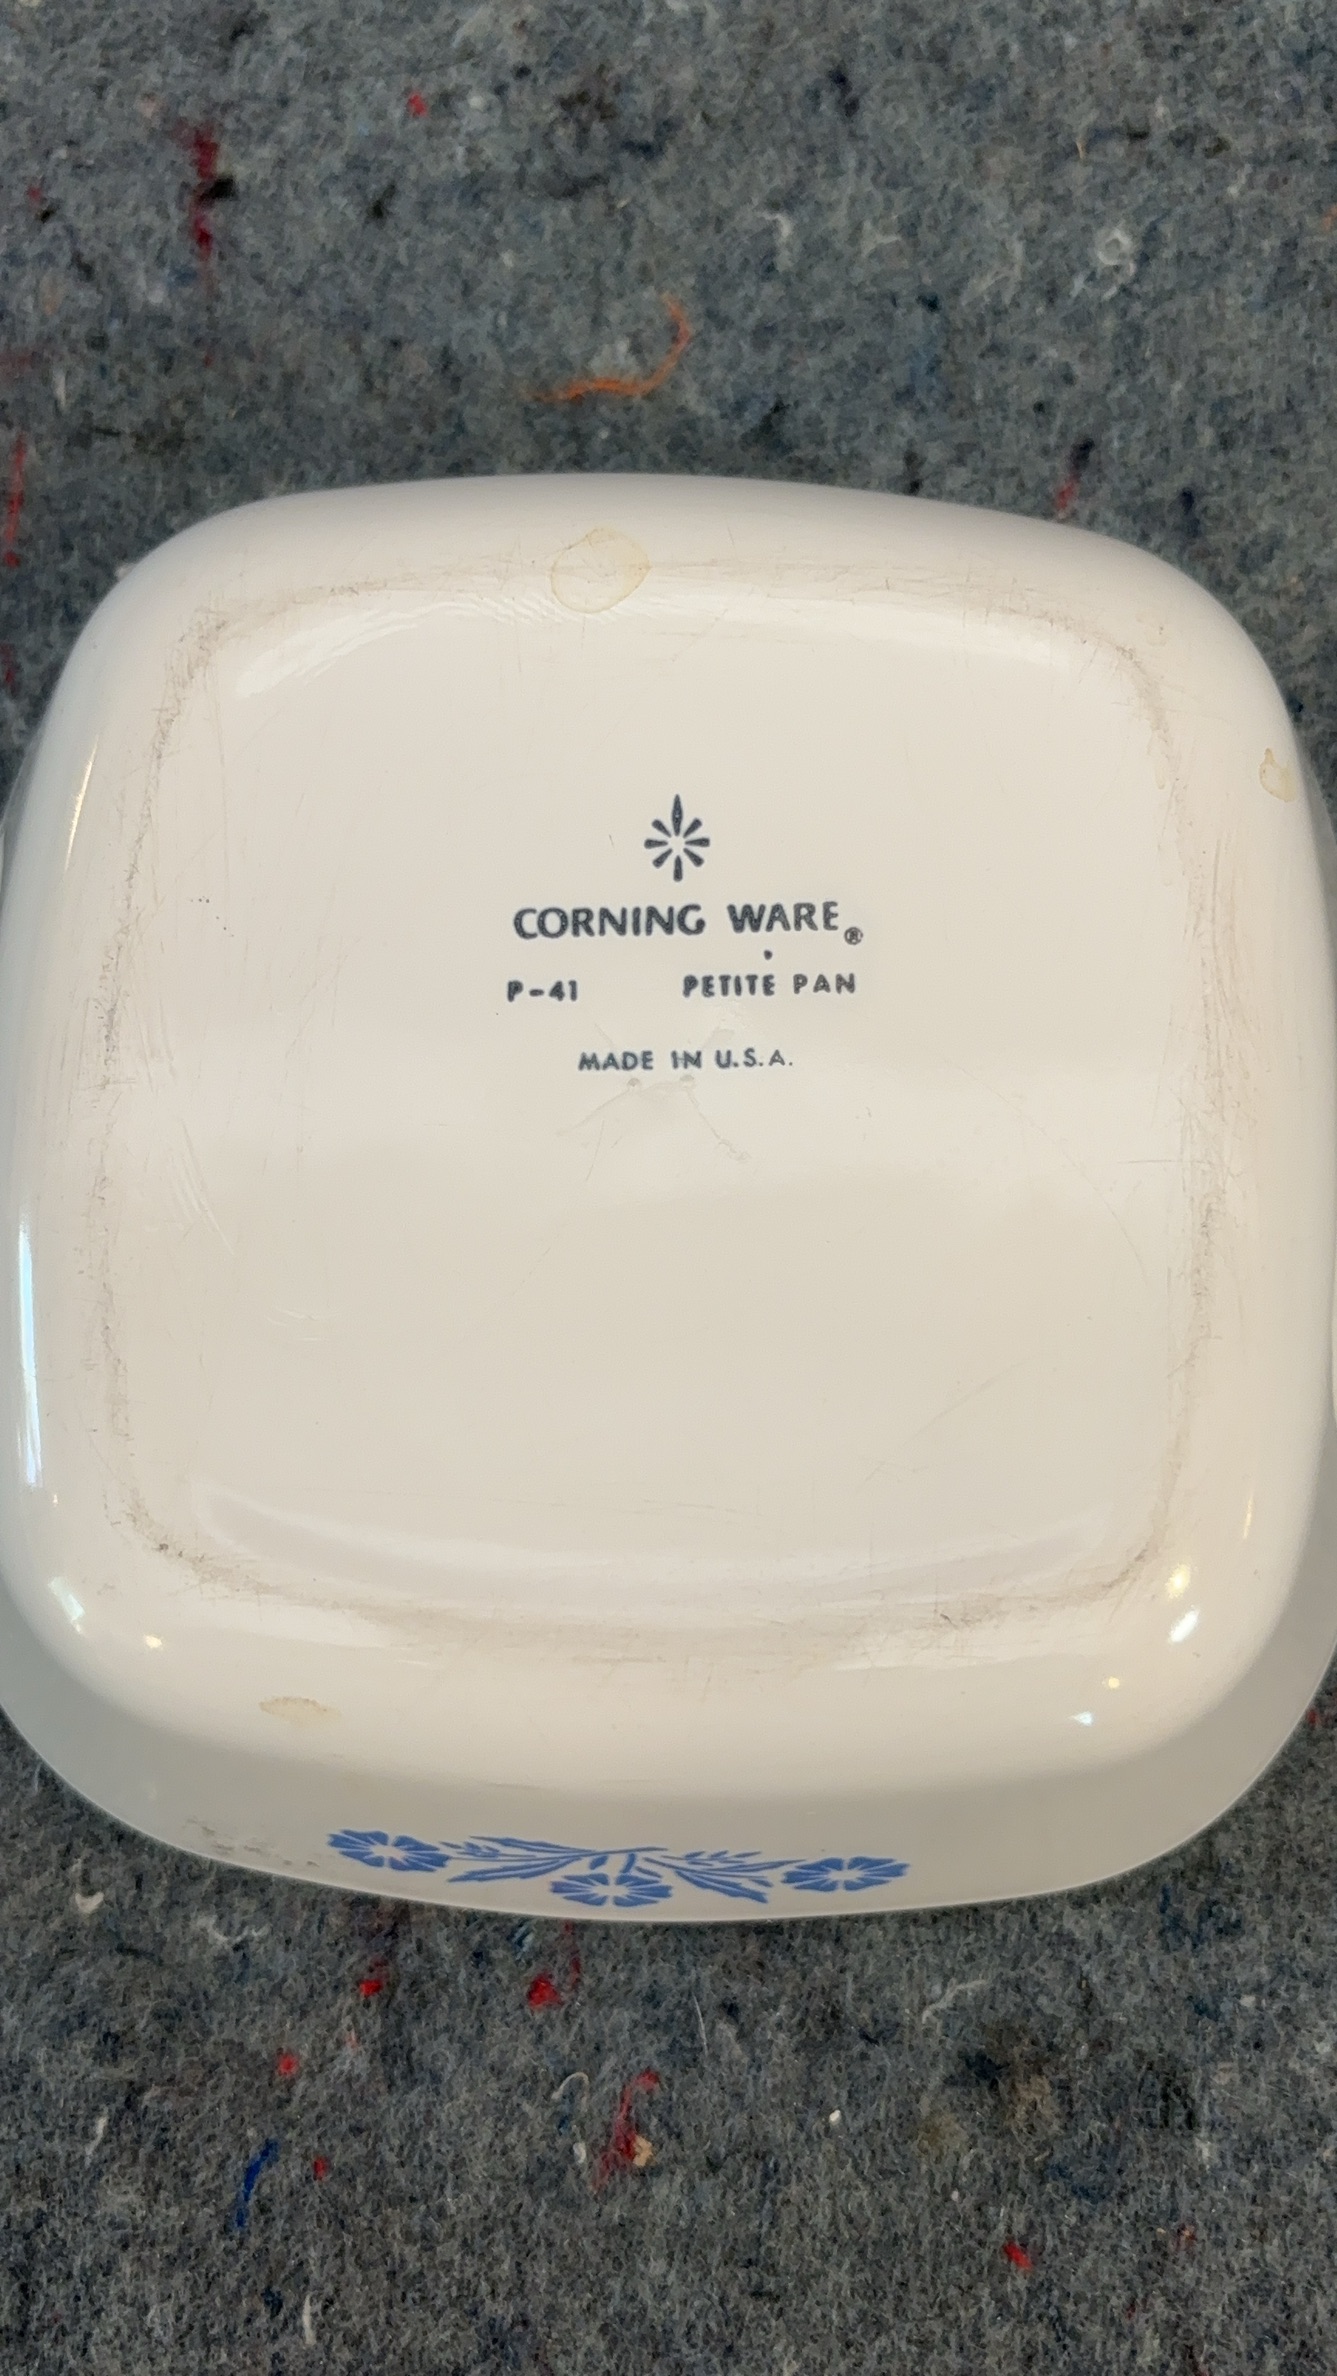 CORNING WARE®
P-41 PETITE PAN
MADE IN U.S.A.